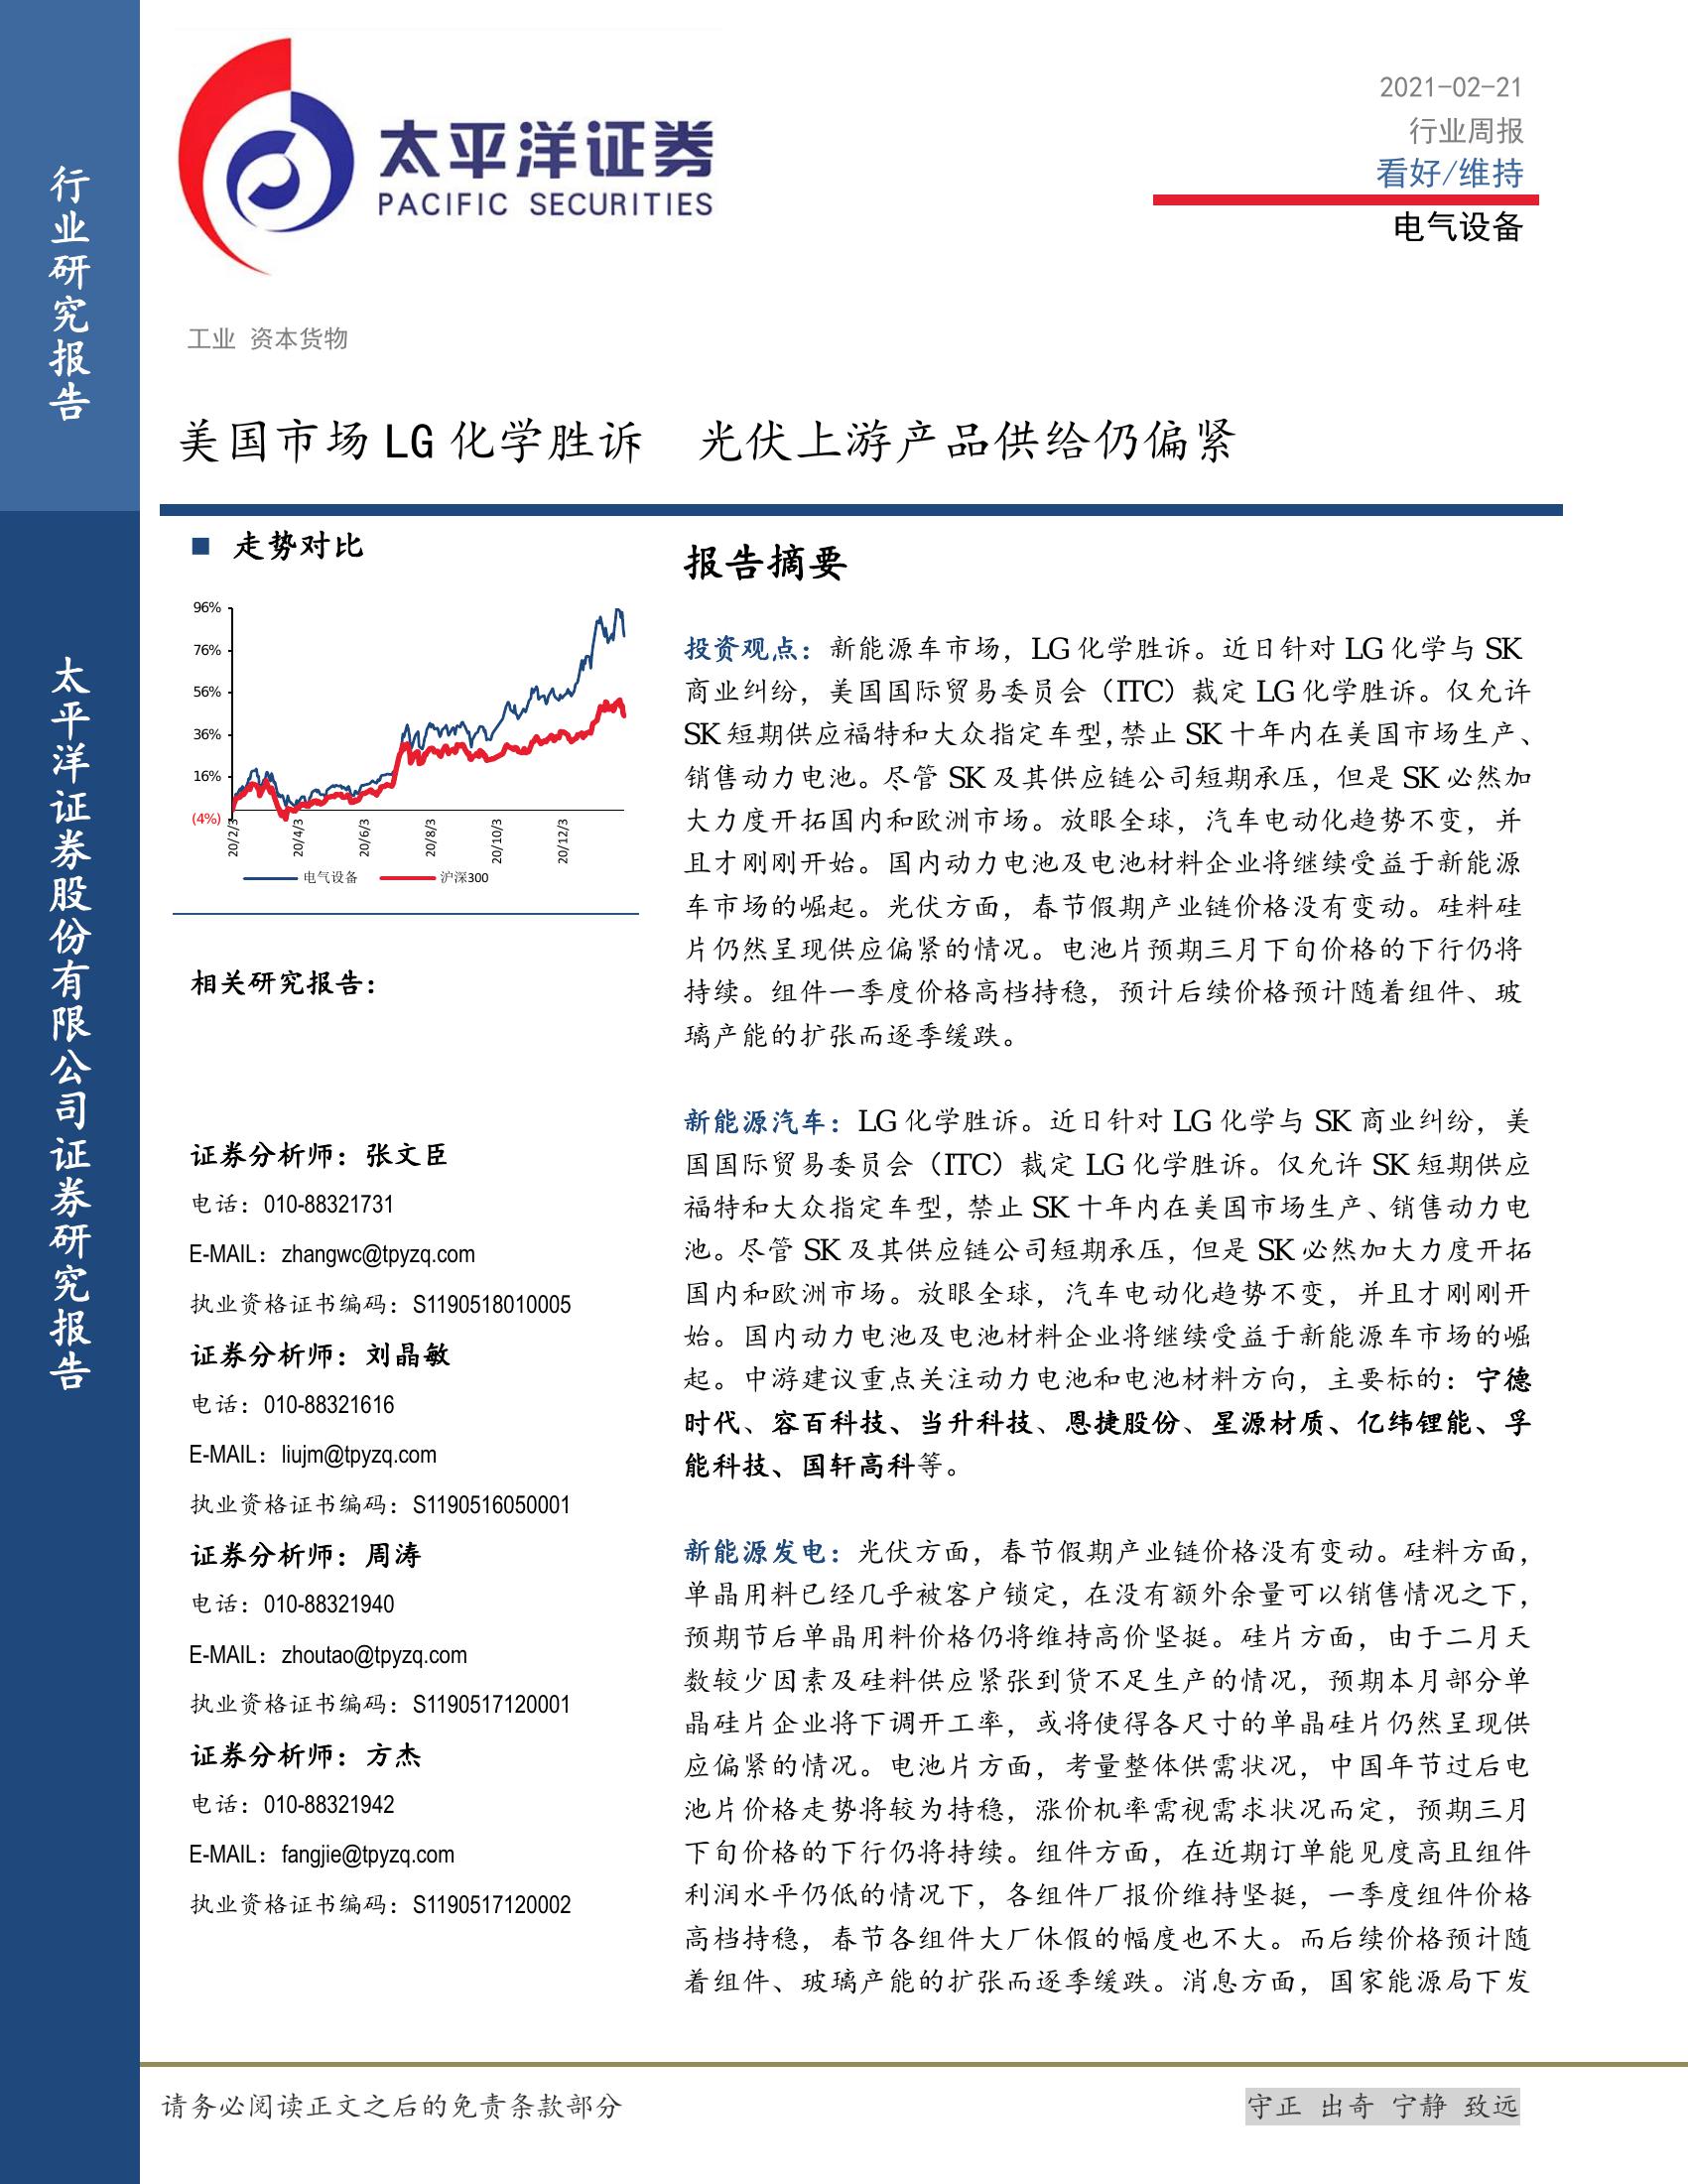 行业研究报告
太平洋证券股份有限公司证券研究报告
太平洋证券
PACIFIC SECURITIES
2021-02-21
行业周报
看好/维持
电气设备
工业 资本货物
美国市场 LG 化学胜诉 光伏上游产品供给仍偏紧
■ 走势对比
96%
76%
56%
36%
16%
(4%)
20/2/3
20/4/3
20/6/3
20/8/3
20/10/3
20/12/3
电气设备 沪深300
相关研究报告：
证券分析师：张文臣
电话：010-88321731
E-MAIL：zhangwc@tpyzq.com
执业资格证书编码：S1190518010005
证券分析师：刘晶敏
电话：010-88321616
E-MAIL：liujm@tpyzq.com
执业资格证书编码：S1190516050001
证券分析师：周涛
电话：010-88321940
E-MAIL：zhoutao@tpyzq.com
执业资格证书编码：S1190517120001
证券分析师：方杰
电话：010-88321942
E-MAIL：fangjie@tpyzq.com
执业资格证书编码：S1190517120002
报告摘要
投资观点：新能源车市场，LG 化学胜诉。近日针对 LG 化学与 SK
商业纠纷，美国国际贸易委员会（ITC）裁定 LG 化学胜诉。仅允许
SK 短期供应福特和大众指定车型，禁止 SK 十年内在美国市场生产、
销售动力电池。尽管 SK 及其供应链公司短期承压，但是 SK 必然加
大力度开拓国内和欧洲市场。放眼全球，汽车电动化趋势不变，并
且才刚刚开始。国内动力电池及电池材料企业将继续受益于新能源
车市场的崛起。光伏方面，春节假期产业链价格没有变动。硅料硅
片仍然呈现供应偏紧的情况。电池片预期三月下旬价格的下行仍将
持续。组件一季度价格高档持稳，预计后续价格预计随着组件、玻
璃产能的扩张而逐季缓跌。
新能源汽车：LG 化学胜诉。近日针对 LG 化学与 SK 商业纠纷，美
国国际贸易委员会（ITC）裁定 LG 化学胜诉。仅允许 SK 短期供应
福特和大众指定车型，禁止 SK 十年内在美国市场生产、销售动力电
池。尽管 SK 及其供应链公司短期承压，但是 SK 必然加大力度开拓
国内和欧洲市场。放眼全球，汽车电动化趋势不变，并且才刚刚开
始。国内动力电池及电池材料企业将继续受益于新能源车市场的崛
起。中游建议重点关注动力电池和电池材料方向，主要标的：宁德
时代、容百科技、当升科技、恩捷股份、星源材质、亿纬锂能、孚
能科技、国轩高科等。
新能源发电：光伏方面，春节假期产业链价格没有变动。硅料方面，
单晶用料已经几乎被客户锁定，在没有额外余量可以销售情况之下，
预期节后单晶用料价格仍将维持高价坚挺。硅片方面，由于二月天
数较少因素及硅料供应紧张到货不足生产的情况，预期本月部分单
晶硅片企业将下调开工率，或将使得各尺寸的单晶硅片仍然呈现供
应偏紧的情况。电池片方面，考量整体供需状况，中国年节过后电
池片价格走势将较为持稳，涨价机率需视需求状况而定，预期三月
下旬价格的下行仍将持续。组件方面，在近期订单能见度高且组件
利润水平仍低的情况下，各组件厂报价维持坚挺，一季度组件价格
高档持稳，春节各组件大厂休假的幅度也不大。而后续价格预计随
着组件、玻璃产能的扩张而逐季缓跌。消息方面，国家能源局下发
请务必阅读正文之后的免责条款部分
守正 出奇 宁静 致远